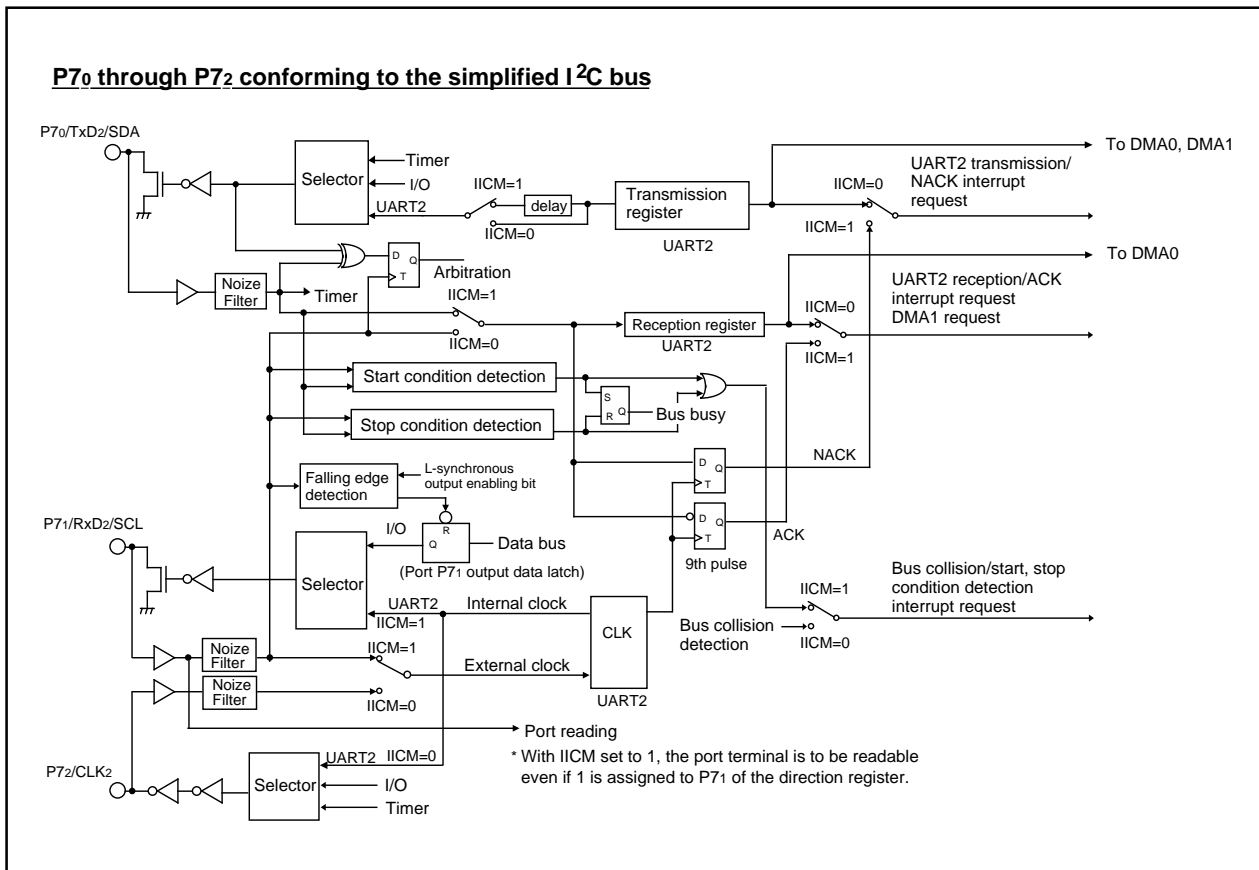 P70 through P72 conforming to the simplified I2C bus
P70/TxD2/SDA
Selector
Timer
I/O
UART2
IICM=1
delay
IICM=0
Transmission
register
UART2
To DMA0, DMA1
IICM=0
IICM=1
UART2 transmission/
NACK interrupt
request
D
Q
T
Arbitration
Noize
Filter
Timer
IICM=1
IICM=0
Reception register
UART2
To DMA0
IICM=0
IICM=1
UART2 reception/ACK
interrupt request
DMA1 request
Start condition detection
Stop condition detection
S
R
Q
Bus busy
Falling edge
detection
L-synchronous
output enabling bit
D
Q
T
NACK
D
Q
T
ACK
9th pulse
P71/RxD2/SCL
Selector
I/O
R
Q
Data bus
(Port P71 output data latch)
UART2
IICM=1
Internal clock
CLK
UART2
External clock
IICM=1
IICM=0
Noize
Filter
Noize
Filter
Bus collision/start, stop
condition detection
interrupt request
IICM=1
IICM=0
Bus collision
detection
Port reading
* With IICM set to 1, the port terminal is to be readable
even if 1 is assigned to P71 of the direction register.
P72/CLK2
Selector
UART2
IICM=0
I/O
Timer